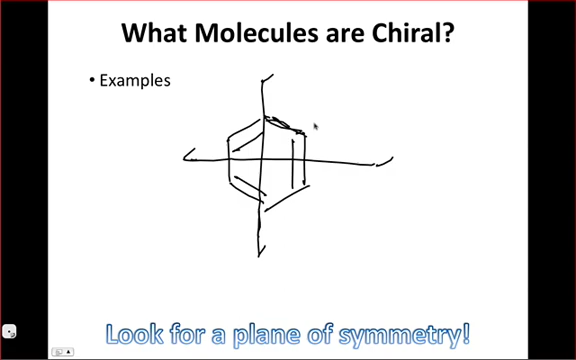 What Molecules are Chiral?
• Examples
Look for a plane of symmetry!